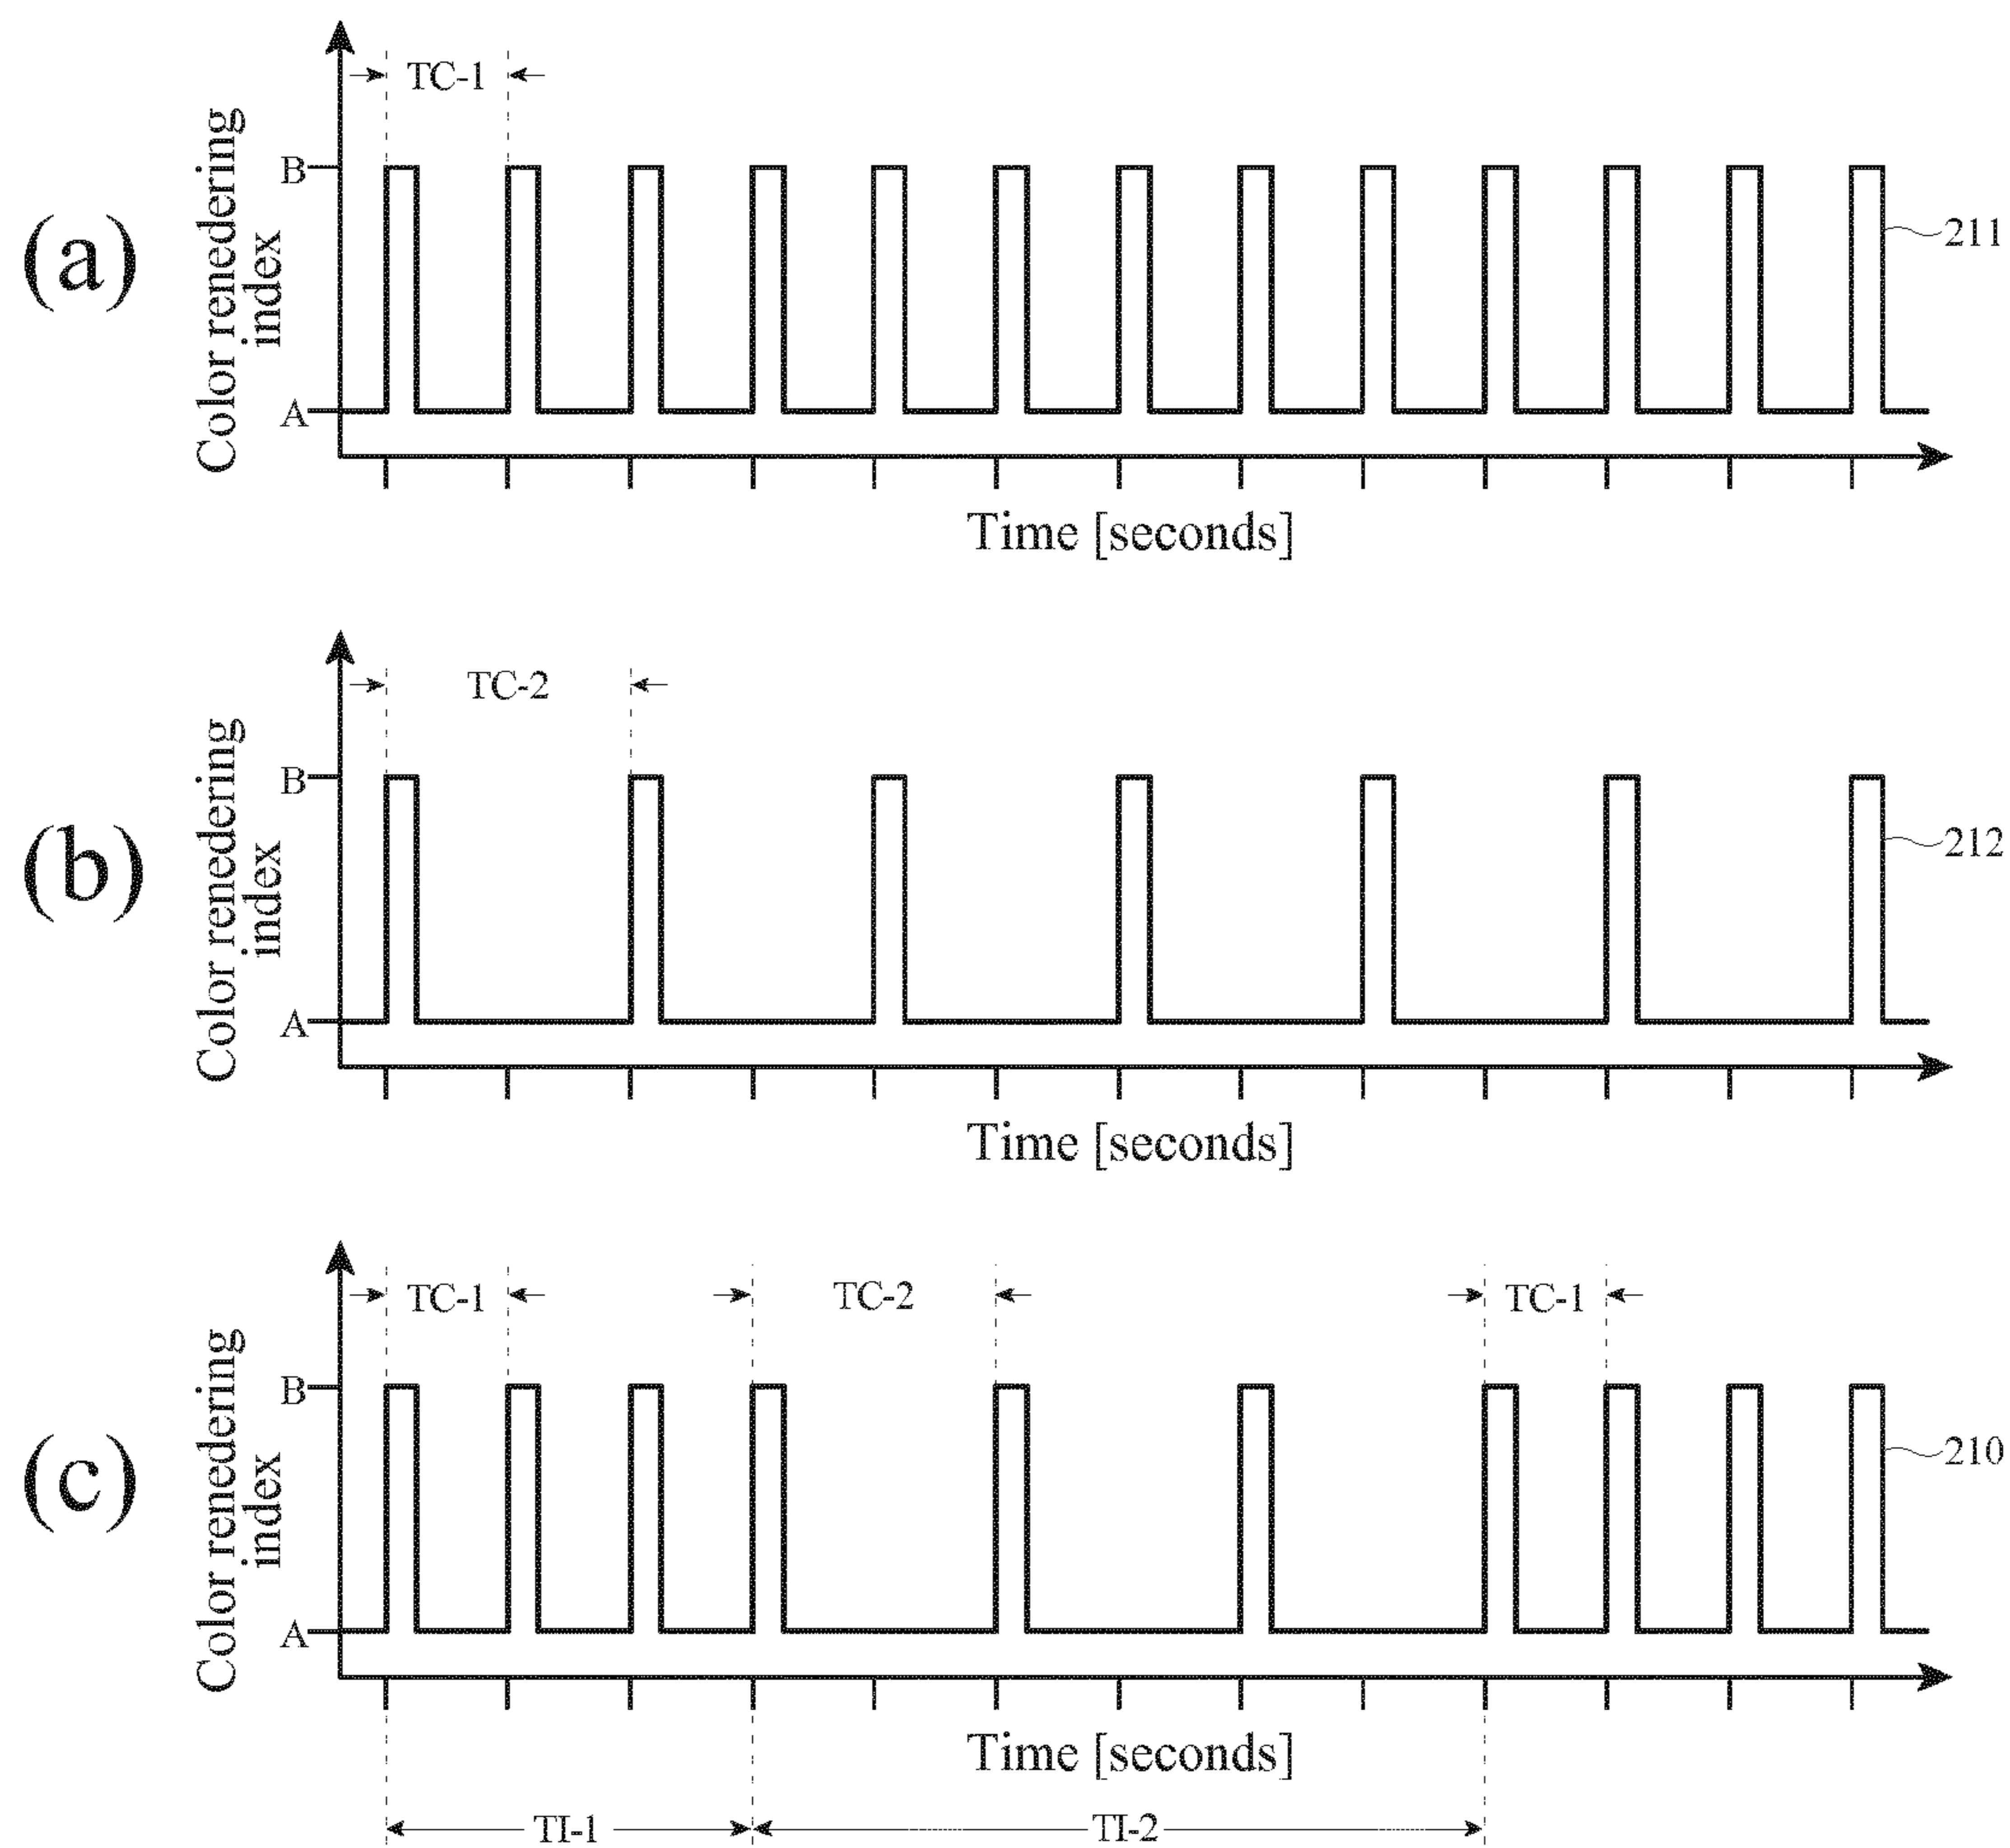 (a)
Color renedering
index
B
A
TC-1
211
Time [seconds]
(b)
Color renedering
index
B
A
TC-2
212
Time [seconds]
(c)
Color renedering
index
B
A
TC-1
TC-2
TC-1
210
Time [seconds]
TI-1
TI-2